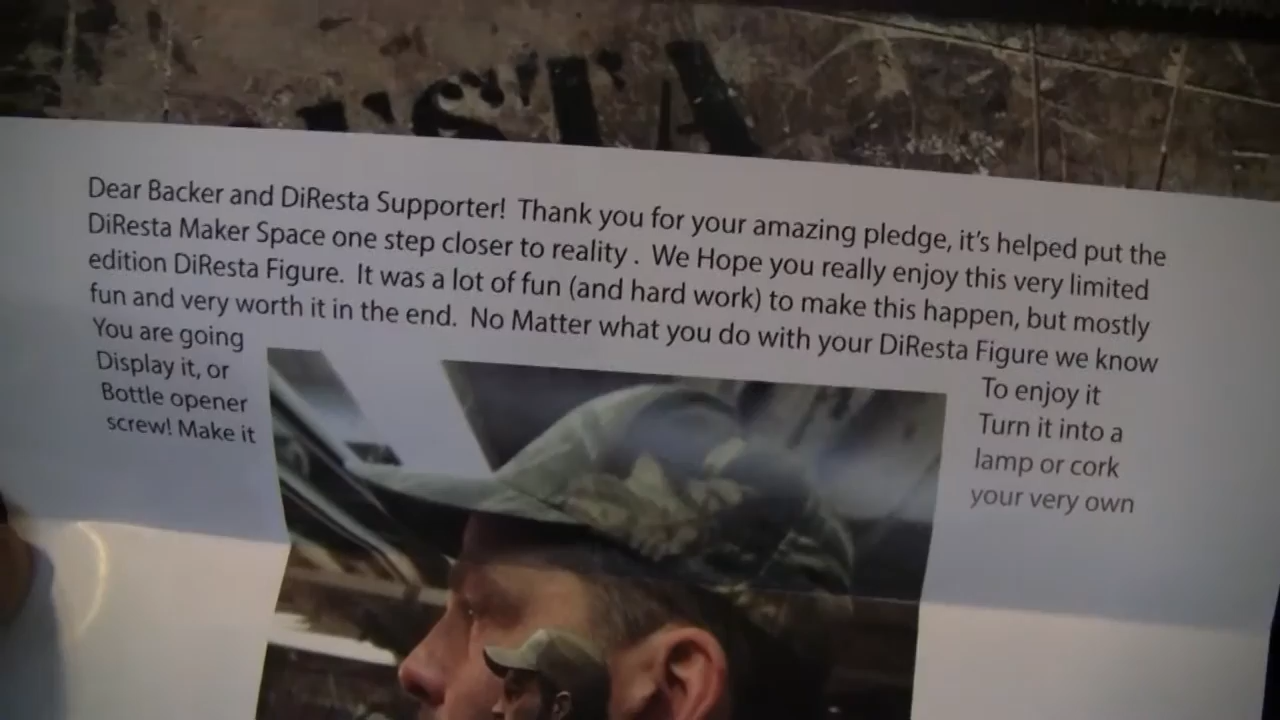 Dear Backer and DiResta Supporter! Thank you for your amazing pledge, it's helped put the
DiResta Maker Space one step closer to reality . We Hope you really enjoy this very limited
edition DiResta Figure. It was a lot of fun (and hard work) to make this happen, but mostly
fun and very worth it in the end. No Matter what you do with your DiResta Figure we know
You are going To enjoy it
Display it, or Turn it into a
Bottle opener lamp or cork
screw! Make it your very own